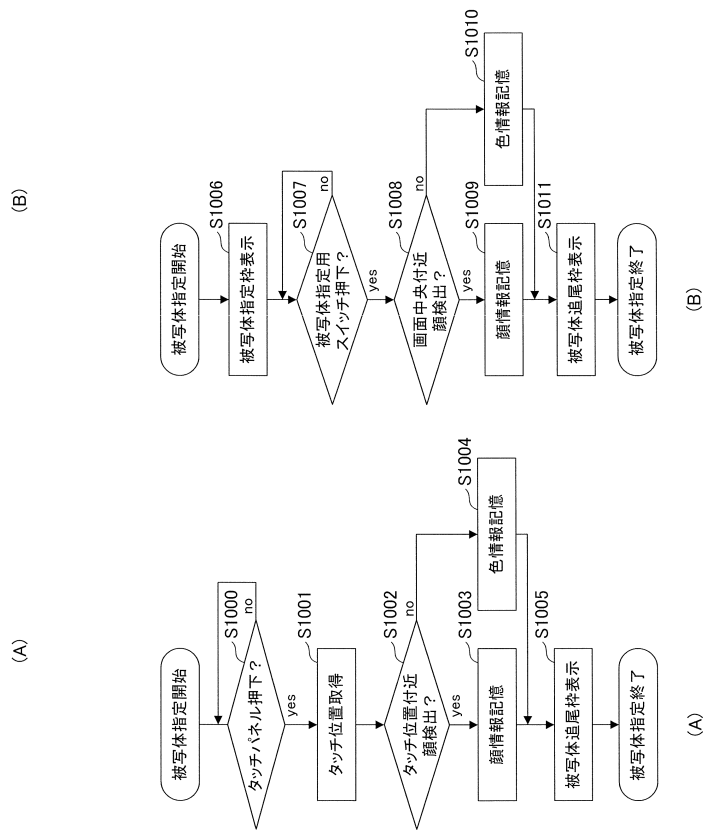 (A)
被写体指定開始
S1000
タッチパネル押下?
no
yes
S1001
タッチ位置取得
S1002
タッチ位置付近
顔検出?
no
yes
S1003
顔情報記憶
S1004
色情報記憶
S1005
被写体追尾枠表示
被写体指定終了
(A)
(B)
被写体指定開始
S1006
被写体指定枠表示
S1007
被写体指定用
スイッチ押下?
no
yes
S1008
画面中央付近
顔検出?
no
yes
S1009
顔情報記憶
S1010
色情報記憶
S1011
被写体追尾枠表示
被写体指定終了
(B)